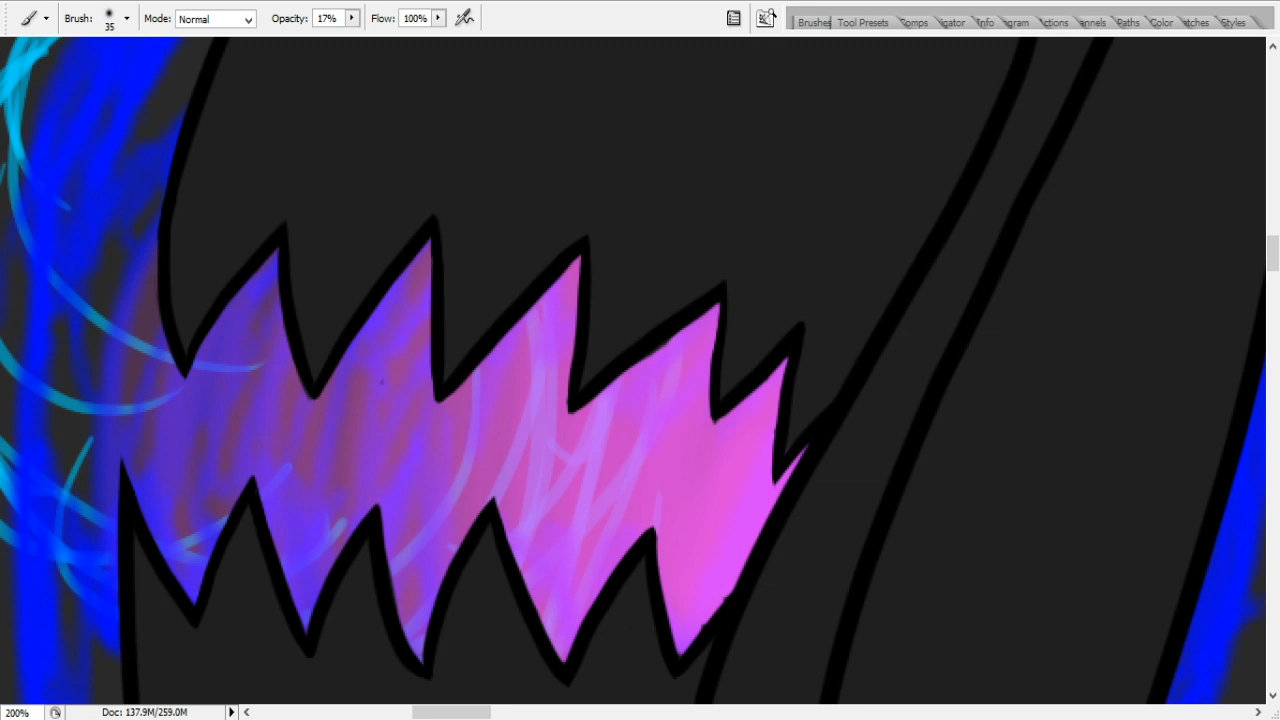 Brush: 35 Mode: Normal Opacity: 17% Flow: 100% Brushes Tool Presets Comps igator Info gram Actions annels Paths Color atches Styles
200% Doc: 137.9M/259.0M